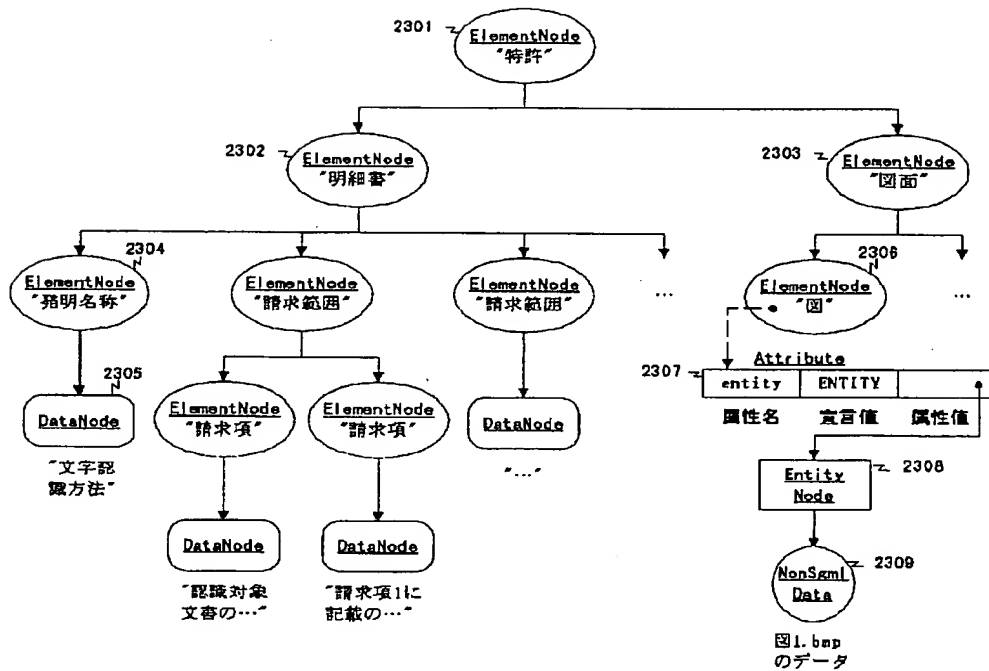 2301
ElementNode
"特許"
2302
ElementNode
"明細書"
2303
ElementNode
"図面"
2304
ElementNode
"発明名称"
ElementNode
"請求範囲"
ElementNode
"請求範囲"
…
2306
ElementNode
"図"
…
2305
DataNode
"文字認
識方法"
ElementNode
"請求項"
ElementNode
"請求項"
DataNode
"…"
Attribute
2307
entity
ENTITY
属性名
宣言値
属性値
2308
Entity
Node
DataNode
"認識対象
文書の…"
DataNode
"請求項1に
記載の…"
2309
NonSgml
Data
図1.bmp
のデータ